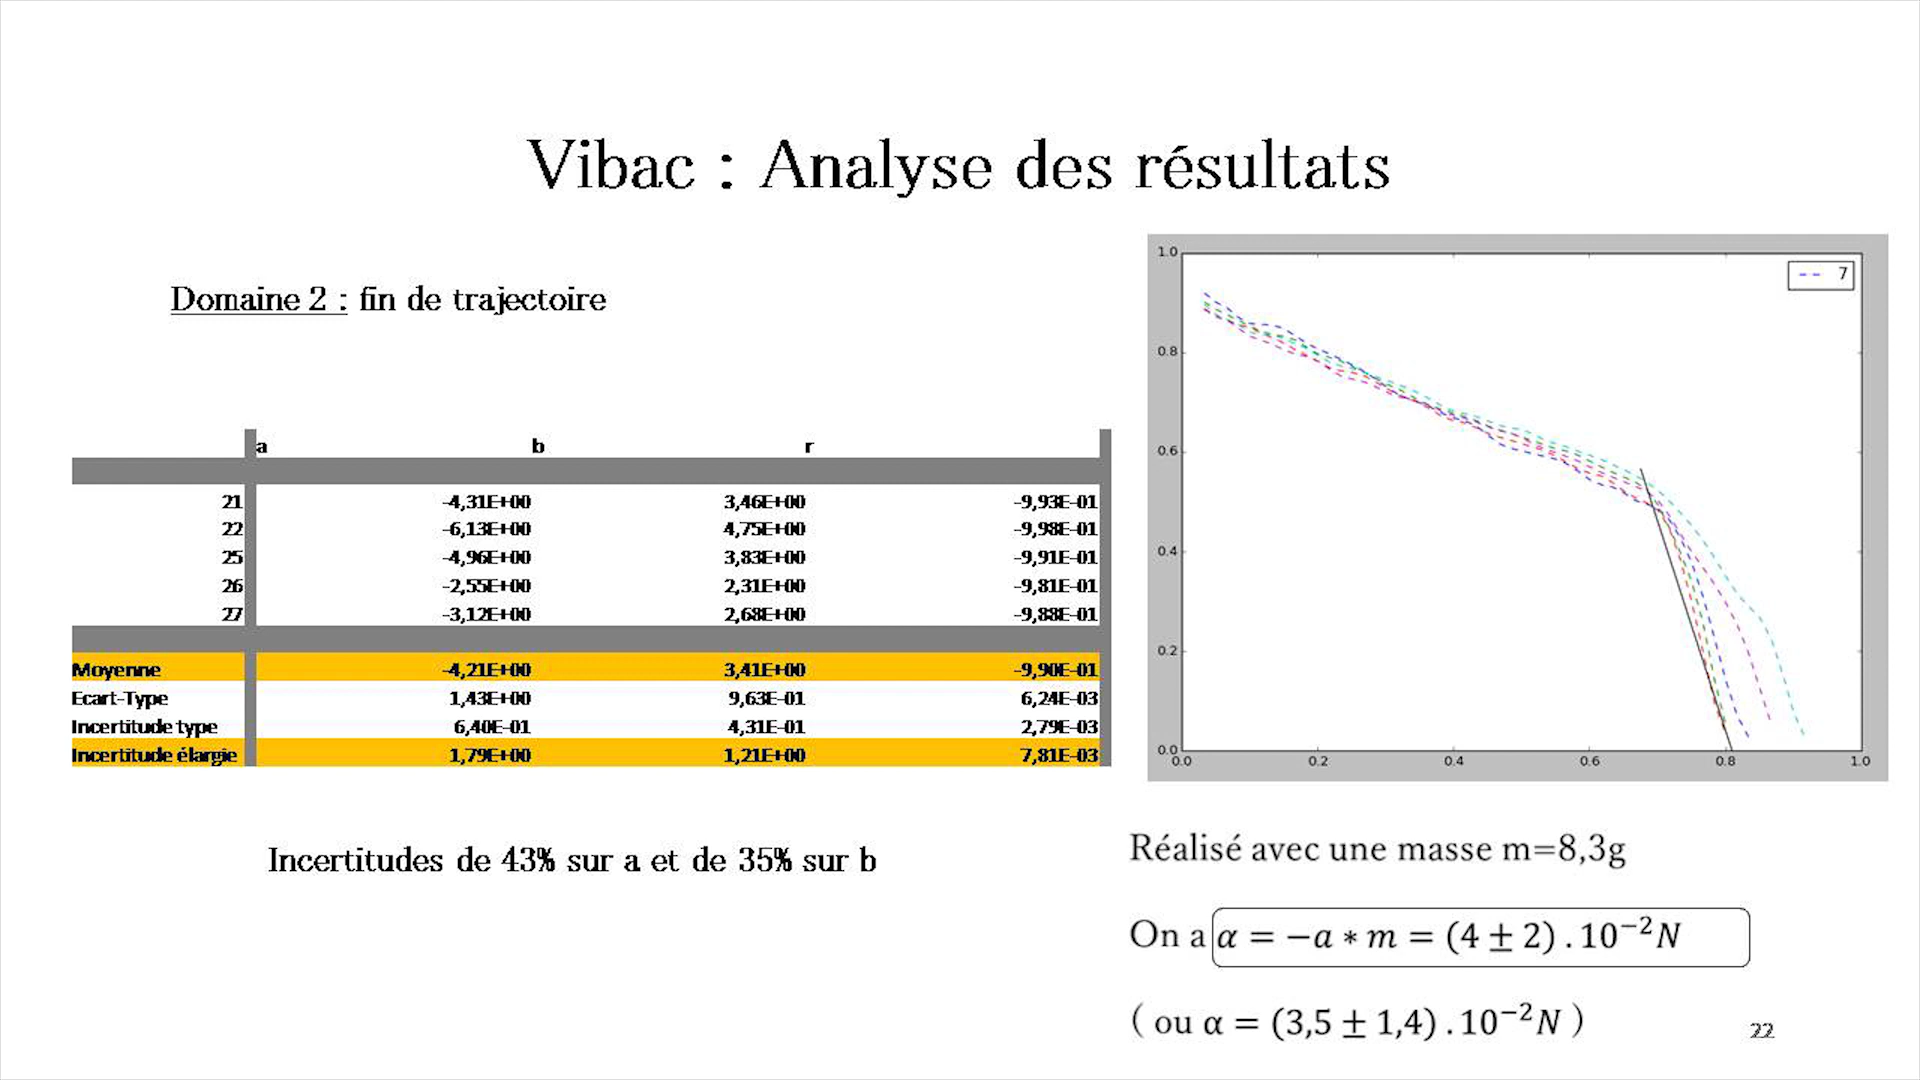 Vibac : Analyse des résultats
Domaine 2 : fin de trajectoire
a b r
21 -4,31E+00 3,46E+00 -9,93E-01
22 -6,13E+00 4,75E+00 -9,98E-01
25 -4,96E+00 3,83E+00 -9,91E-01
26 -2,55E+00 2,31E+00 -9,81E-01
27 -3,12E+00 2,68E+00 -9,88E-01
Moyenne -4,21E+00 3,41E+00 -9,90E-01
Ecart-Type 1,43E+00 9,63E-01 6,24E-03
Incertitude type 6,40E-01 4,31E-01 2,79E-03
Incertitude élargie 1,79E+00 1,21E+00 7,81E-03
Incertitudes de 43% sur a et de 35% sur b
7
1.0
0.8
0.6
0.4
0.2
0.0
0.0 0.2 0.4 0.6 0.8 1.0
Réalisé avec une masse m=8,3g
On a α = −a ∗ m = (4 ± 2) . 10⁻² N
( ou α = (3,5 ± 1,4) . 10⁻² N )
22